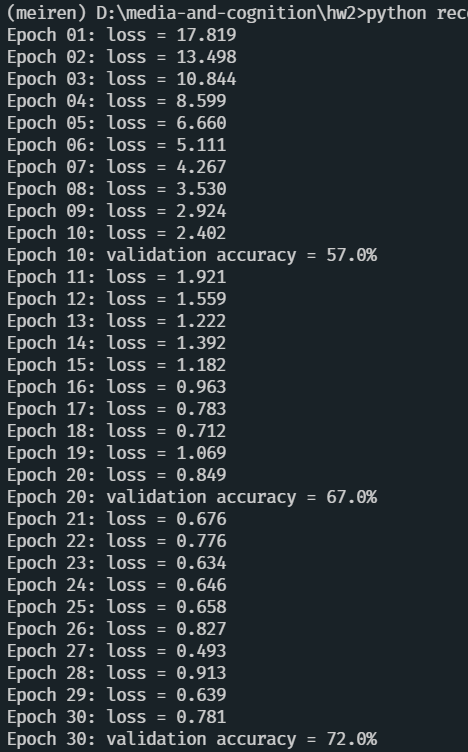 (meiren) D:\media-and-cognition\hw2>python
Epoch 01: loss = 17.819
Epoch 02: loss = 13.498
Epoch 03: loss = 10.844
Epoch 04: loss = 8.599
Epoch 05: loss = 6.660
Epoch 06: loss = 5.111
Epoch 07: loss = 4.267
Epoch 08: loss = 3.530
Epoch 09: loss = 2.924
Epoch 10: loss = 2.402
Epoch 10: validation accuracy = 57.0%
Epoch 11: loss = 1.921
Epoch 12: loss = 1.559
Epoch 13: loss = 1.222
Epoch 14: loss = 1.392
Epoch 15: loss = 1.182
Epoch 16: loss = 0.963
Epoch 17: loss = 0.783
Epoch 18: loss = 0.712
Epoch 19: loss = 1.069
Epoch 20: loss = 0.849
Epoch 20: validation accuracy = 67.0%
Epoch 21: loss = 0.676
Epoch 22: loss = 0.776
Epoch 23: loss = 0.634
Epoch 24: loss = 0.646
Epoch 25: loss = 0.658
Epoch 26: loss = 0.827
Epoch 27: loss = 0.493
Epoch 28: loss = 0.913
Epoch 29: loss = 0.639
Epoch 30: loss = 0.781
Epoch 30: validation accuracy = 72.0%